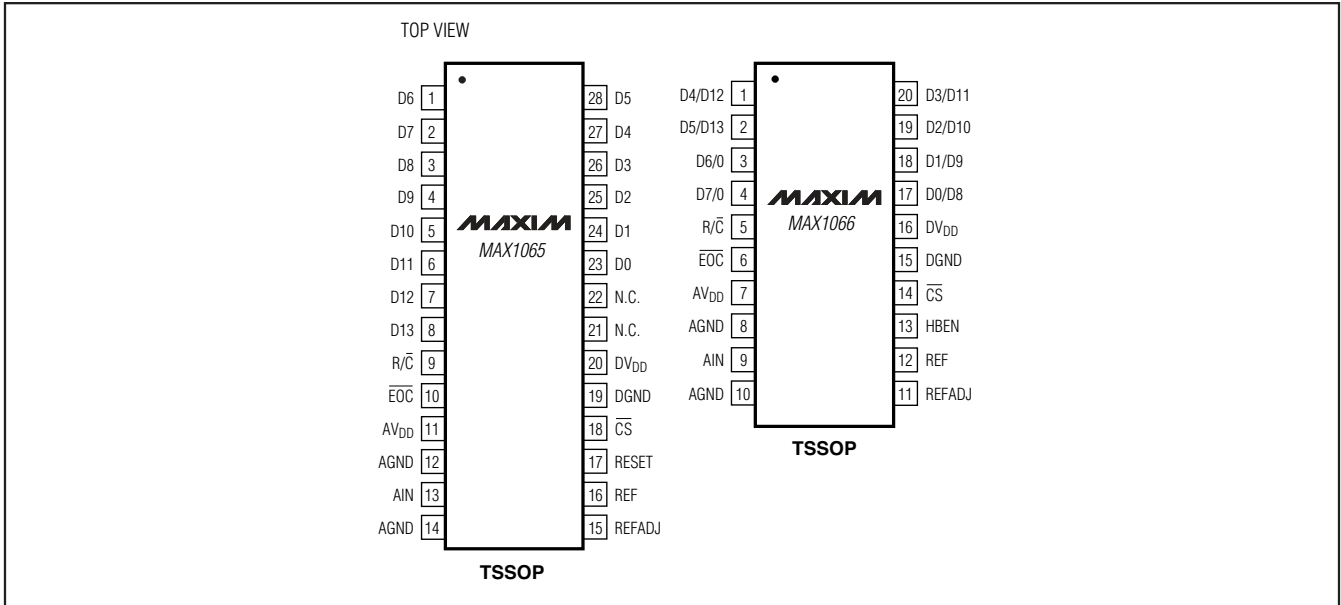 TOP VIEW
D6 1 28 D5
D7 2 27 D4
D8 3 26 D3
D9 4 25 D2
D10 5 24 D1
D11 6 23 D0
D12 7 22 N.C.
D13 8 21 N.C.
R/C̅ 9 20 DVDD
E̅O̅C̅ 10 19 DGND
AVDD 11 18 C̅S̅
AGND 12 17 RESET
AIN 13 16 REF
AGND 14 15 REFADJ
MAXIM
MAX1065
TSSOP
D4/D12 1 20 D3/D11
D5/D13 2 19 D2/D10
D6/0 3 18 D1/D9
D7/0 4 17 D0/D8
R/C̅ 5 16 DVDD
E̅O̅C̅ 6 15 DGND
AVDD 7 14 C̅S̅
AGND 8 13 HBEN
AIN 9 12 REF
AGND 10 11 REFADJ
MAXIM
MAX1066
TSSOP